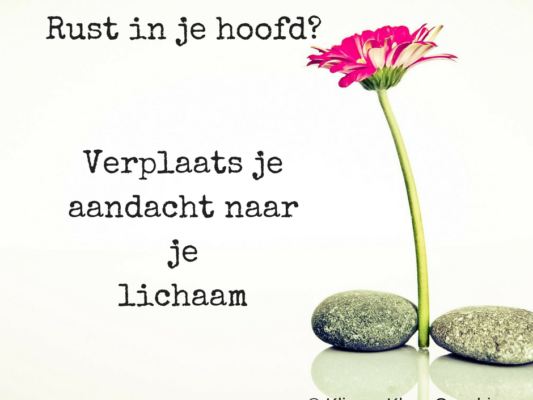 Rust in je hoofd?
Verplaats je
aandacht naar
je
lichaam